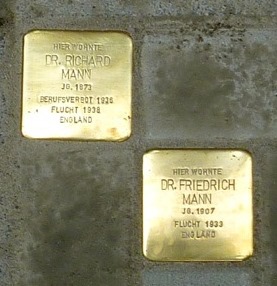 HIER WOHNTE
DR. RICHARD
MANN
JG. 1873
BERUFSVERBOT 1938
FLUCHT 1938
ENGLAND
HIER WOHNTE
DR. FRIEDRICH
MANN
JG. 1907
FLUCHT 1933
ENGLAND